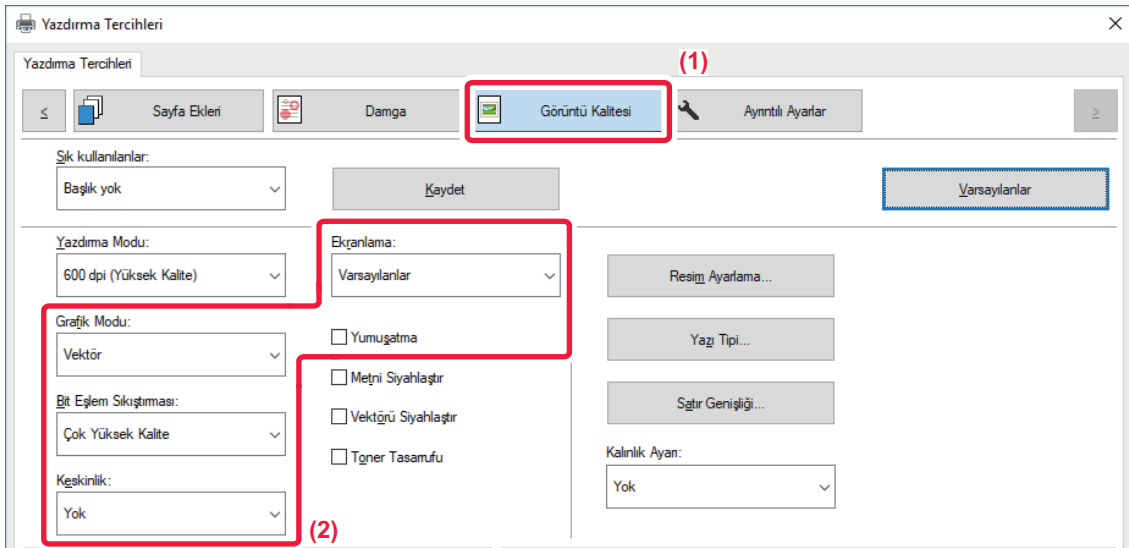 Yazdırma Tercihleri
Yazdırma Tercihleri
(1)
≤ Sayfa Ekleri Damga Görüntü Kalitesi Ayrıntılı Ayarlar ≥
Sık kullanılanlar:
Başlık yok Kaydet Varsayılanlar
Yazdırma Modu: Ekranlama:
600 dpi (Yüksek Kalite) Varsayılanlar Resim Ayarlama...
Grafik Modu:
Vektör Yumuşatma Yazı Tipi...
Metni Siyahlaştır
Bit Eşlem Sıkıştırması: Satır Genişliği...
Çok Yüksek Kalite Vektörü Siyahlaştır
Toner Tasarrufu Kalınlık Ayarı:
Keskinlik:
Yok Yok
(2)